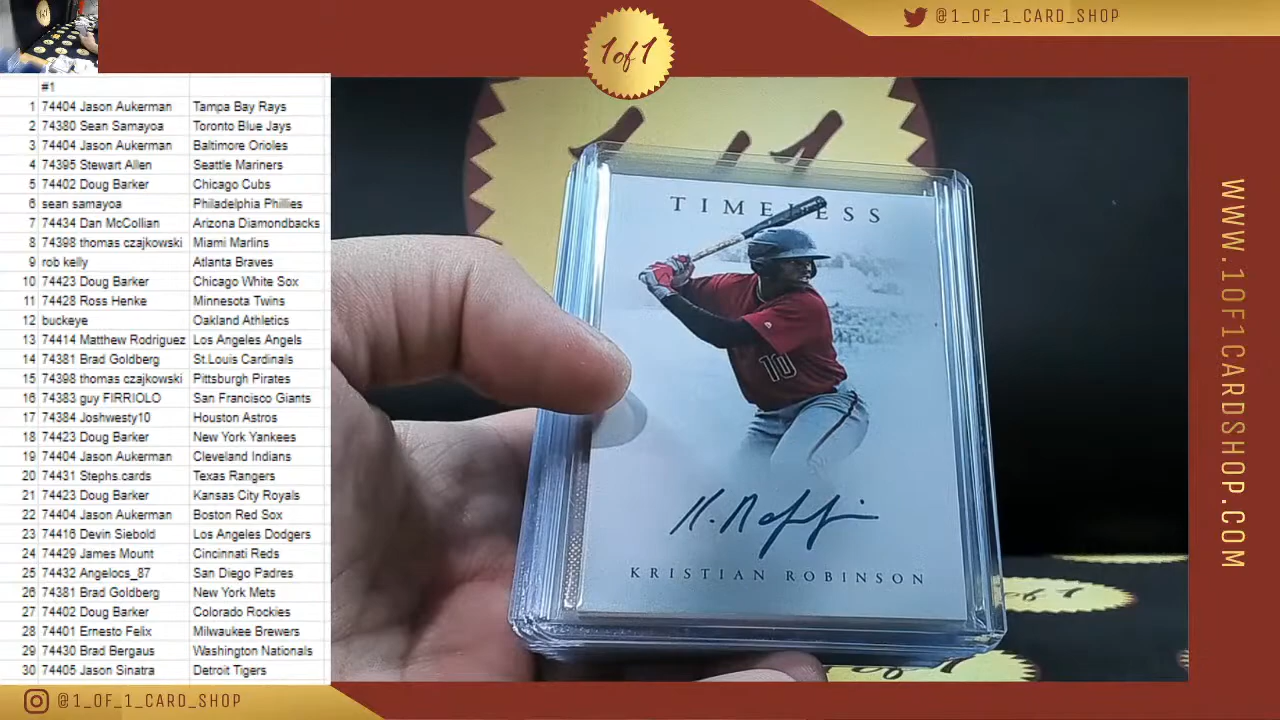 @1_OF_1_CARD_SHOP
1of1
#1
1 74404 Jason Aukerman Tampa Bay Rays
2 74380 Sean Samayoa Toronto Blue Jays
3 74404 Jason Aukerman Baltimore Orioles
4 74395 Stewart Allen Seattle Mariners
5 74402 Doug Barker Chicago Cubs
6 sean samayoa Philadelphia Phillies
7 74434 Dan McCollian Arizona Diamondbacks
8 74398 thomas czajkowski Miami Marlins
9 rob kelly Atlanta Braves
10 74423 Doug Barker Chicago White Sox
11 74428 Ross Henke Minnesota Twins
12 buckeye Oakland Athletics
13 74414 Matthew Rodriguez Los Angeles Angels
14 74381 Brad Goldberg St.Louis Cardinals
15 74398 thomas czajkowski Pittsburgh Pirates
16 74383 guy FIRRIOLO San Francisco Giants
17 74384 Joshwesty10 Houston Astros
18 74423 Doug Barker New York Yankees
19 74404 Jason Aukerman Cleveland Indians
20 74431 Stephs.cards Texas Rangers
21 74423 Doug Barker Kansas City Royals
22 74404 Jason Aukerman Boston Red Sox
23 74416 Devin Siebold Los Angeles Dodgers
24 74429 James Mount Cincinnati Reds
25 74432 Angelocs_87 San Diego Padres
26 74381 Brad Goldberg New York Mets
27 74402 Doug Barker Colorado Rockies
28 74401 Ernesto Felix Milwaukee Brewers
29 74430 Brad Bergaus Washington Nationals
30 74405 Jason Sinatra Detroit Tigers
TIMELESS
10
KRISTIAN ROBINSON
WWW.1OF1CARDSHOP.COM
@1_OF_1_CARD_SHOP